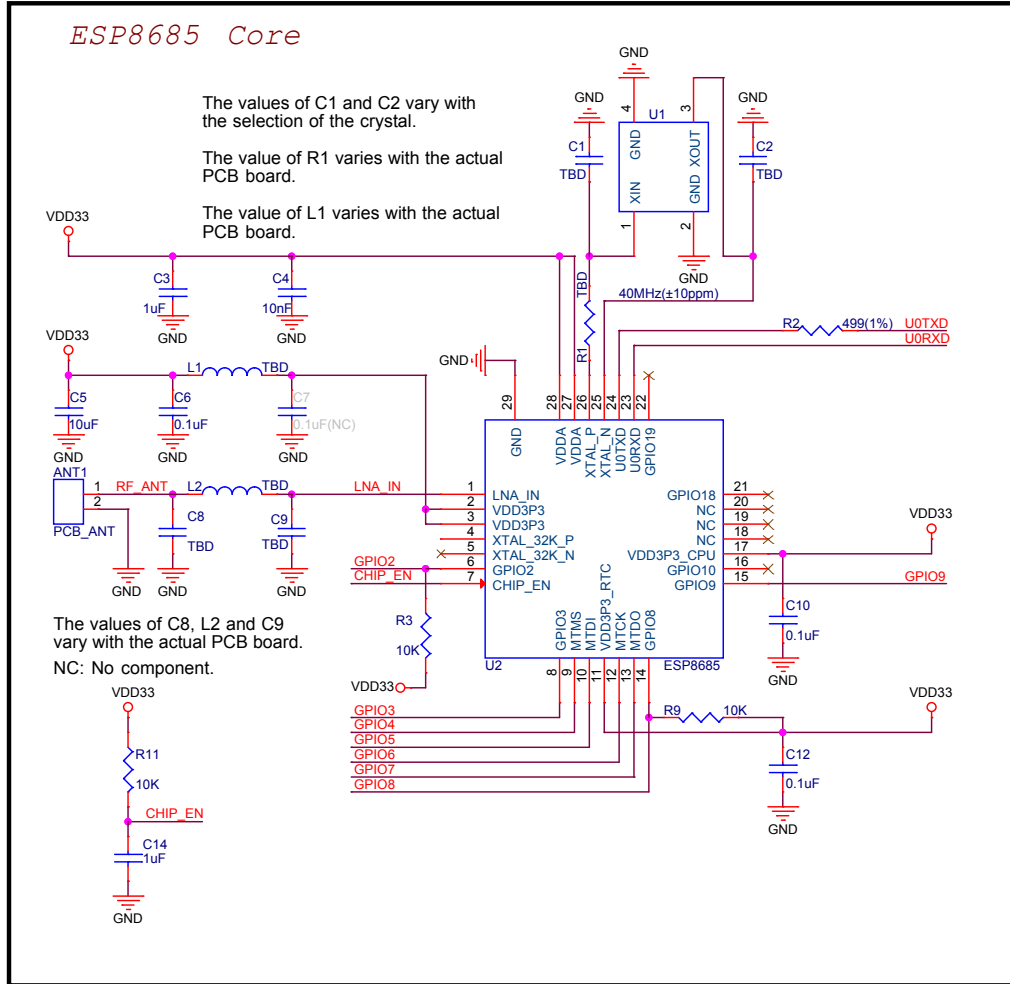 ESP8685 Core
The values of C1 and C2 vary with
the selection of the crystal.
The value of R1 varies with the actual
PCB board.
The value of L1 varies with the actual
PCB board.
GND
GND
GND
4
3
U1
C1
TBD
GND
XOUT
XIN
GND
C2
TBD
1
2
GND
VDD33
C3
1uF
GND
C4
10nF
GND
TBD
R1
40MHz(±10ppm)
R2
499(1%)
U0TXD
U0RXD
VDD33
L1
TBD
C5
10uF
GND
C6
0.1uF
GND
C7
0.1uF(NC)
GND
GND
29
28
27
26
25
24
23
22
GND
VDDA
VDDA
XTAL_P
XTAL_N
U0TXD
U0RXD
GPIO19
ANT1
1
2
PCB_ANT
RF_ANT
L2
TBD
LNA_IN
C8
TBD
C9
TBD
GND
GND
GND
1
LNA_IN
2
VDD3P3
3
VDD3P3
4
XTAL_32K_P
5
XTAL_32K_N
GPIO2
6
GPIO2
CHIP_EN
7
CHIP_EN
GPIO18
21
NC
20
NC
19
NC
18
VDD3P3_CPU
17
GPIO10
16
GPIO9
15
GPIO9
VDD33
C10
0.1uF
GND
GPIO3
MTMS
MTDI
VDD3P3_RTC
MTCK
MTDO
GPIO8
U2
ESP8685
8
9
10
11
12
13
14
R3
10K
VDD33
The values of C8, L2 and C9
vary with the actual PCB board.
NC: No component.
VDD33
R11
10K
CHIP_EN
C14
1uF
GND
GPIO3
GPIO4
GPIO5
GPIO6
GPIO7
GPIO8
R9
10K
VDD33
C12
0.1uF
GND